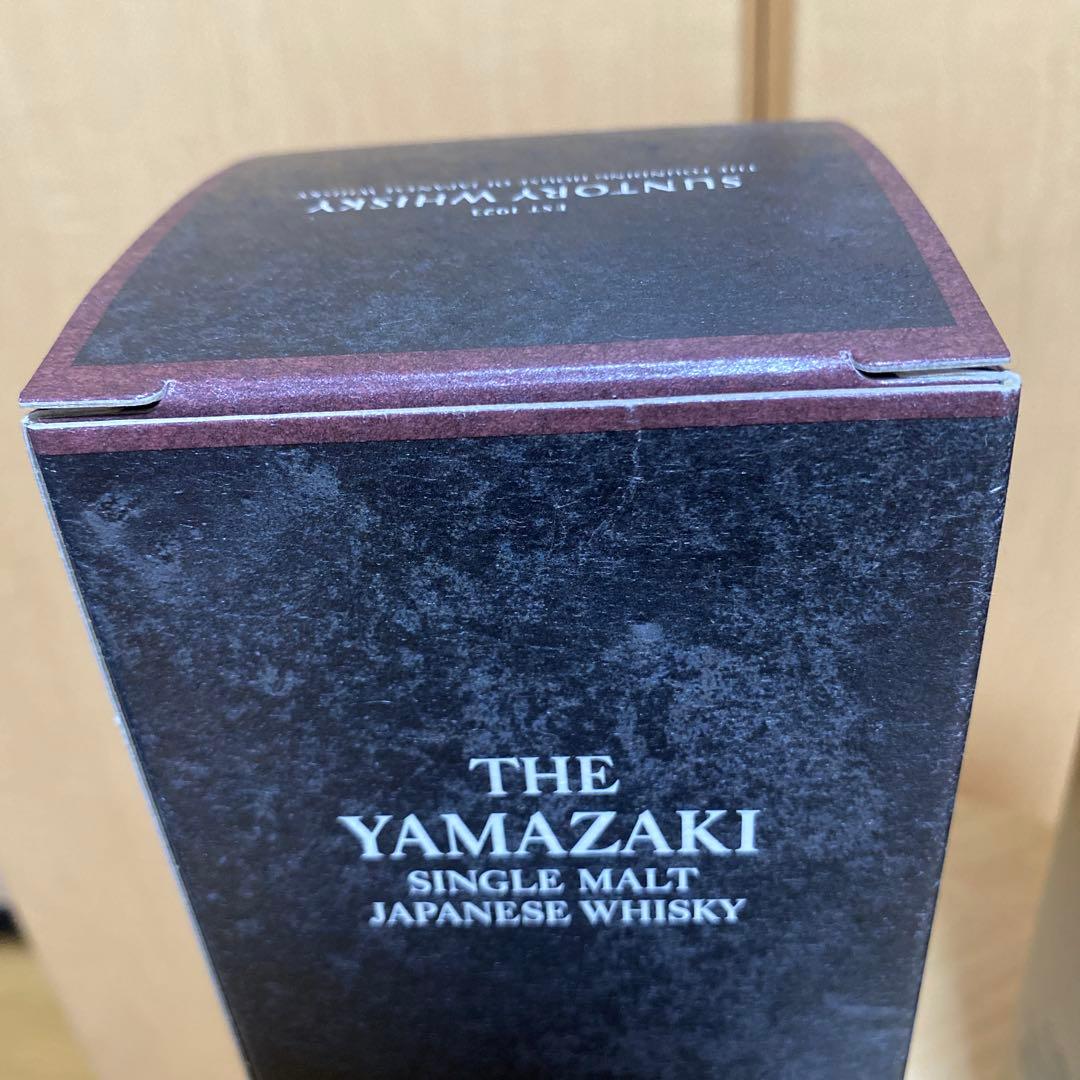 SUNTORY WHISKY
EST 1923
THE
YAMAZAKI
SINGLE MALT
JAPANESE WHISKY